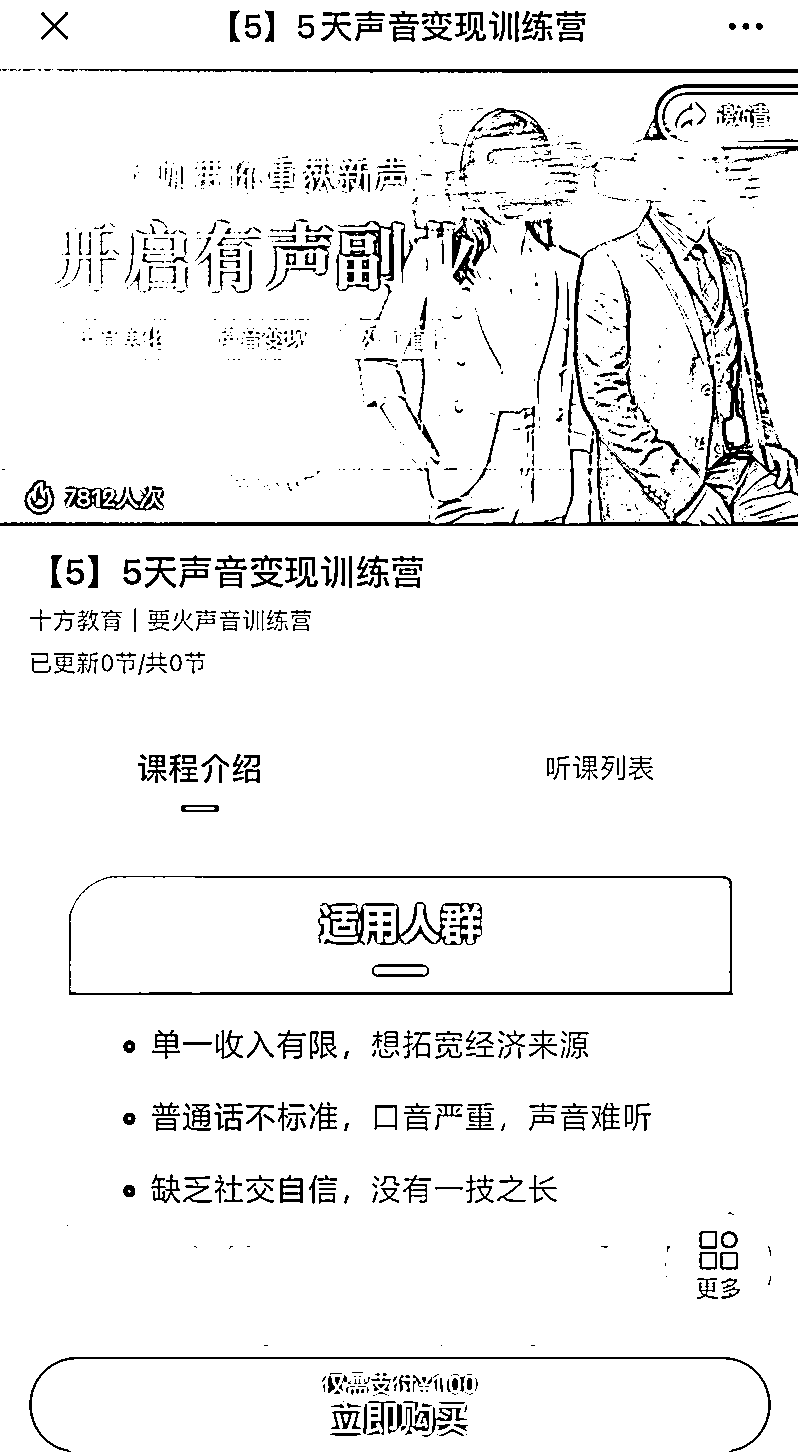 【5】5天声音变现训练营
邀请
重获新声
开启有声副业
声音变现
7812人次
【5】5天声音变现训练营
十方教育｜要火声音训练营
已更新0节/共0节
课程介绍
听课列表
适用人群
单一收入有限，想拓宽经济来源
普通话不标准，口音严重，声音难听
缺乏社交自信，没有一技之长
更多
仅需支付¥100
立即购买